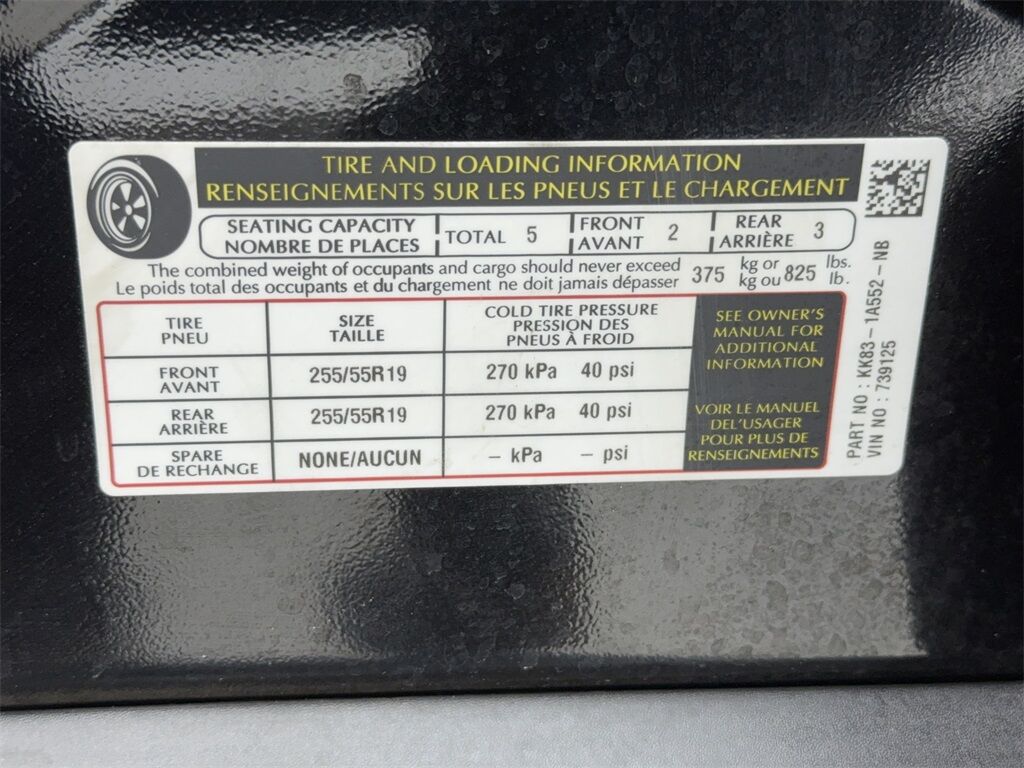 TIRE AND LOADING INFORMATION
RENSEIGNEMENTS SUR LES PNEUS ET LE CHARGEMENT
SEATING CAPACITY
NOMBRE DE PLACES
TOTAL 5
FRONT
AVANT
2
REAR
ARRIÈRE
3
The combined weight of occupants and cargo should never exceed
Le poids total des occupants et du chargement ne doit jamais dépasser
375
kg or
kg ou
825
lbs.
lb.
TIRE
PNEU
SIZE
TAILLE
COLD TIRE PRESSURE
PRESSION DES
PNEUS À FROID
FRONT
AVANT
255/55R19
270 kPa 40 psi
REAR
ARRIÈRE
255/55R19
270 kPa 40 psi
SPARE
DE RECHANGE
NONE/AUCUN
– kPa – psi
SEE OWNER'S
MANUAL FOR
ADDITIONAL
INFORMATION
VOIR LE MANUEL
DEL'USAGER
POUR PLUS DE
RENSEIGNEMENTS
PART NO : KK83-1A552-NB
VIN NO : 739125